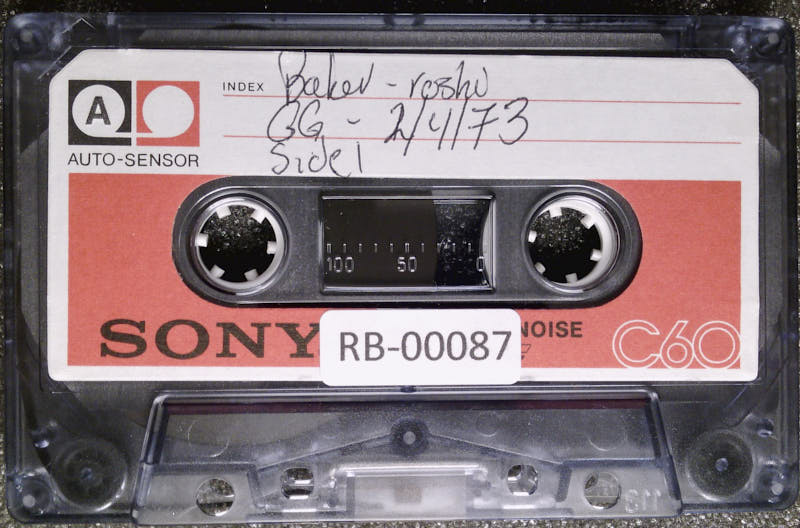 A
INDEX Baker-roshi
GG - 2/4/73
AUTO-SENSOR
Side 1
100 50 0
SONY
RB-00087
NOISE
C60